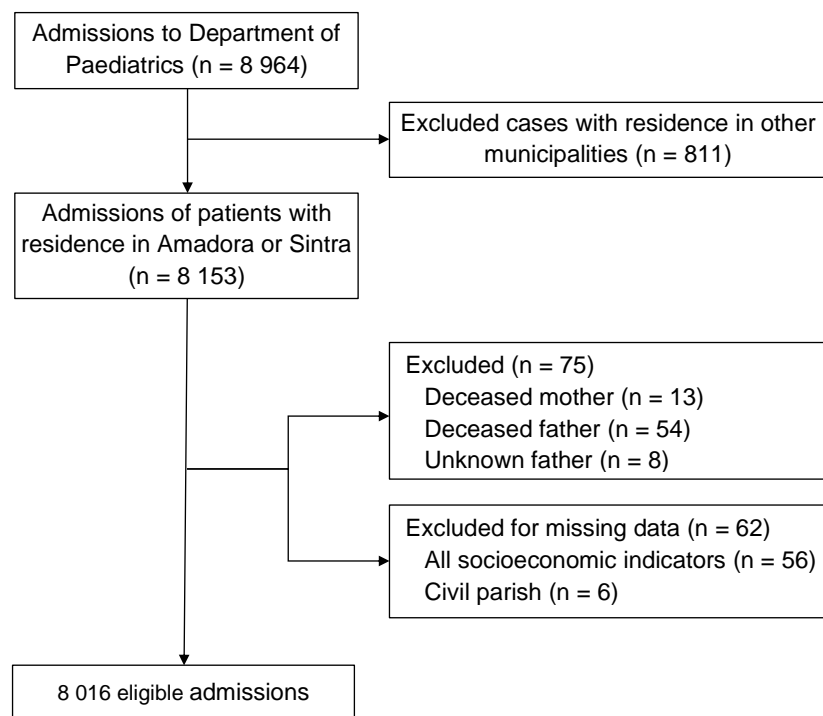 Admissions to Department of
Paediatrics (n = 8 964)
Excluded cases with residence in other
municipalities (n = 811)
Admissions of patients with
residence in Amadora or Sintra
(n = 8 153)
Excluded (n = 75)
Deceased mother (n = 13)
Deceased father (n = 54)
Unknown father (n = 8)
Excluded for missing data (n = 62)
All socioeconomic indicators (n = 56)
Civil parish (n = 6)
8 016 eligible admissions